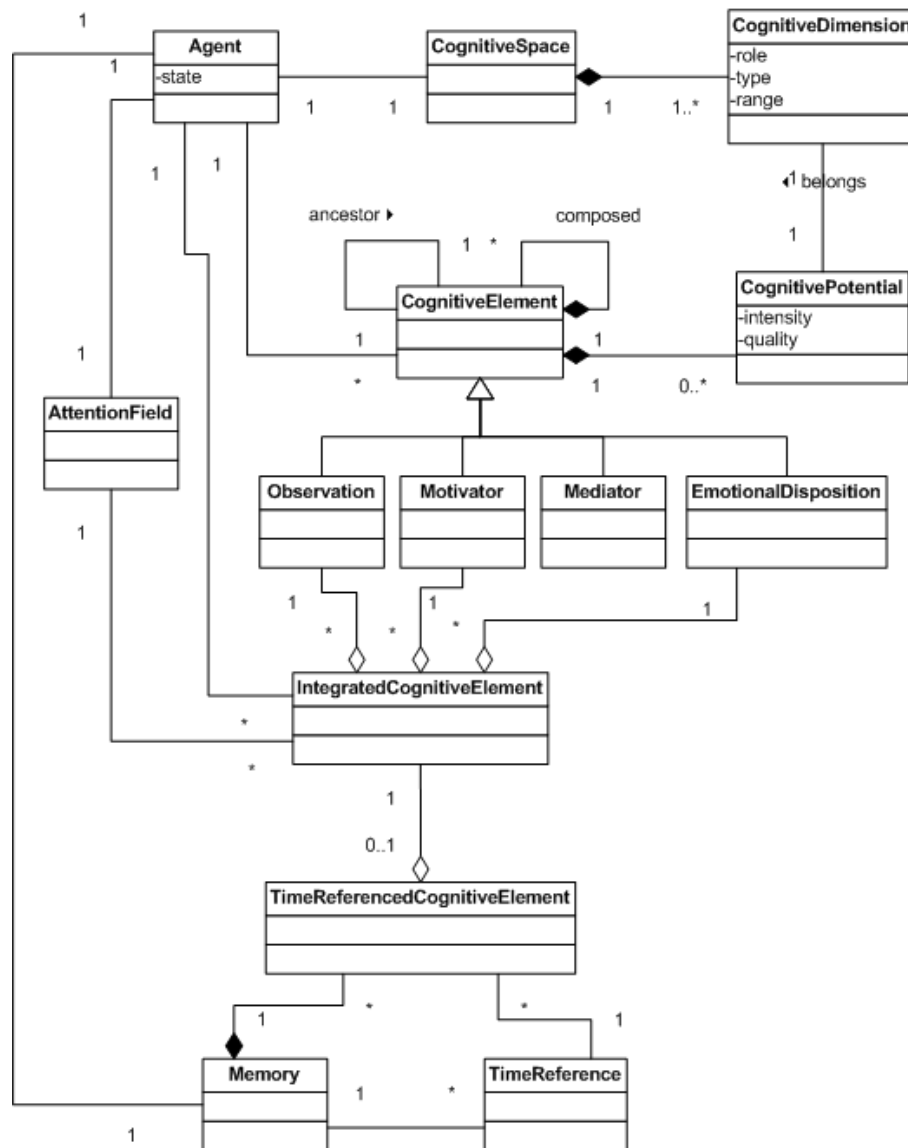 CognitiveDimension
-role
-type
-range
1
Agent
-state
CognitiveSpace
1
1
1
1
1..*
1
1
1
belongs
ancestor
composed
1
*
1
CognitiveElement
CognitivePotential
-intensity
-quality
1
1
1
*
1
0..*
AttentionField
Observation
Motivator
Mediator
EmotionalDisposition
1
1
1
1
*
*
*
IntegratedCognitiveElement
*
*
1
0..1
TimeReferencedCognitiveElement
*
*
1
1
Memory
TimeReference
1
*
1